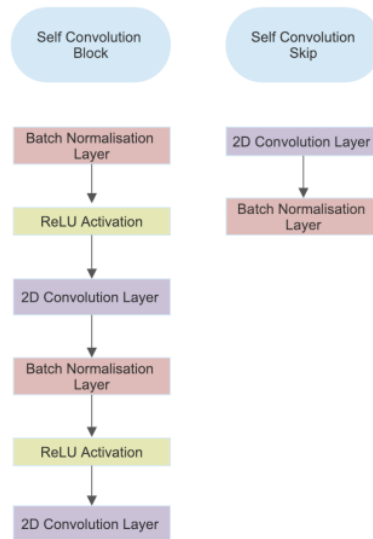 Self Convolution
Block
Batch Normalisation
Layer
ReLU Activation
2D Convolution Layer
Batch Normalisation
Layer
ReLU Activation
2D Convolution Layer
Self Convolution
Skip
2D Convolution Layer
Batch Normalisation
Layer